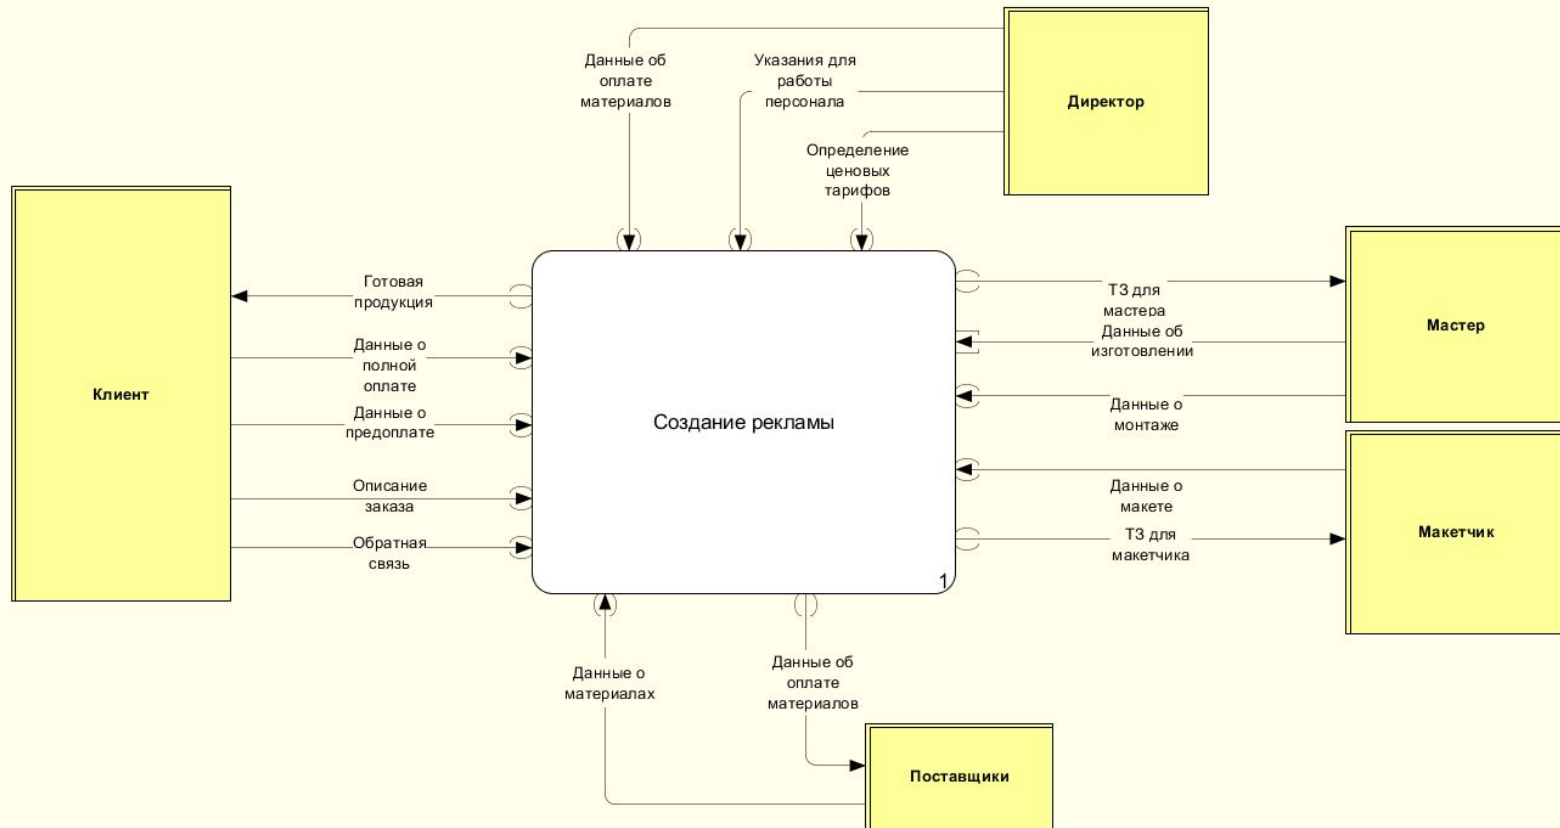 Данные об
оплате
материалов
Указания для
работы
персонала
Директор
Определение
ценовых
тарифов
Клиент
Готовая
продукция
Данные о
полной
оплате
Данные о
предоплате
Описание
заказа
Обратная
связь
Создание рекламы
1
ТЗ для
мастера
Данные об
изготовлении
Данные о
монтаже
Мастер
Данные о
макете
ТЗ для
макетчика
Макетчик
Данные о
материалах
Данные об
оплате
материалов
Поставщики